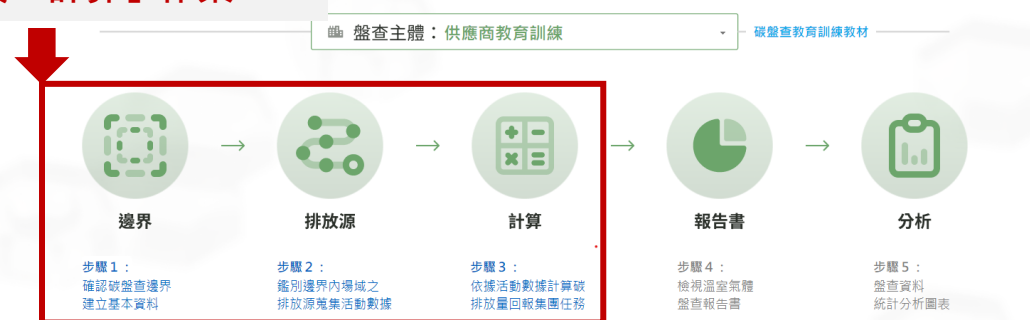 盤查主體：供應商教育訓練
碳盤查教育訓練教材
邊界
排放源
計算
報告書
分析
步驟1：
確認碳盤查邊界
建立基本資料
步驟2：
鑑別邊界內場域之
排放源蒐集活動數據
步驟3：
依據活動數據計算碳
排放量回報集團任務
步驟4：
檢視溫室氣體
盤查報告書
步驟5：
盤查資料
統計分析圖表